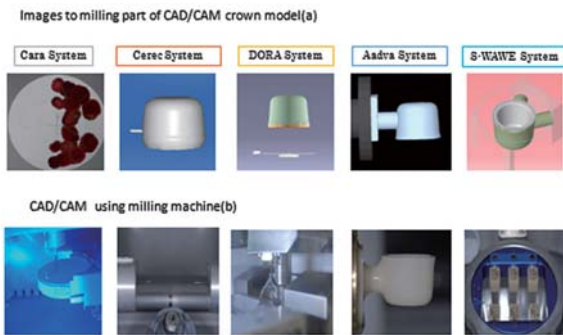 Images to milling part of CAD/CAM crown model(a)
Cara System
Cerec System
DORA System
Aadva System
S-WAWE System
CAD/CAM using milling machine(b)